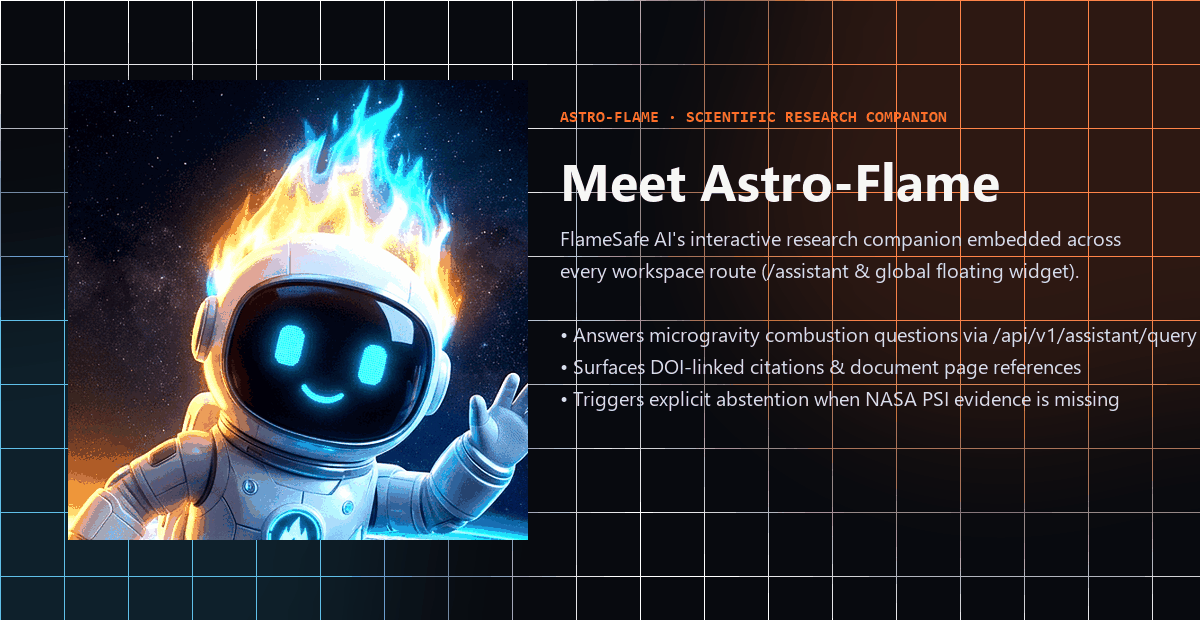 ASTRO-FLAME · SCIENTIFIC RESEARCH COMPANION
Meet Astro-Flame
FlameSafe AI's interactive research companion embedded across
every workspace route (/assistant & global floating widget).
• Answers microgravity combustion questions via /api/v1/assistant/query
• Surfaces DOI-linked citations & document page references
• Triggers explicit abstention when NASA PSI evidence is missing